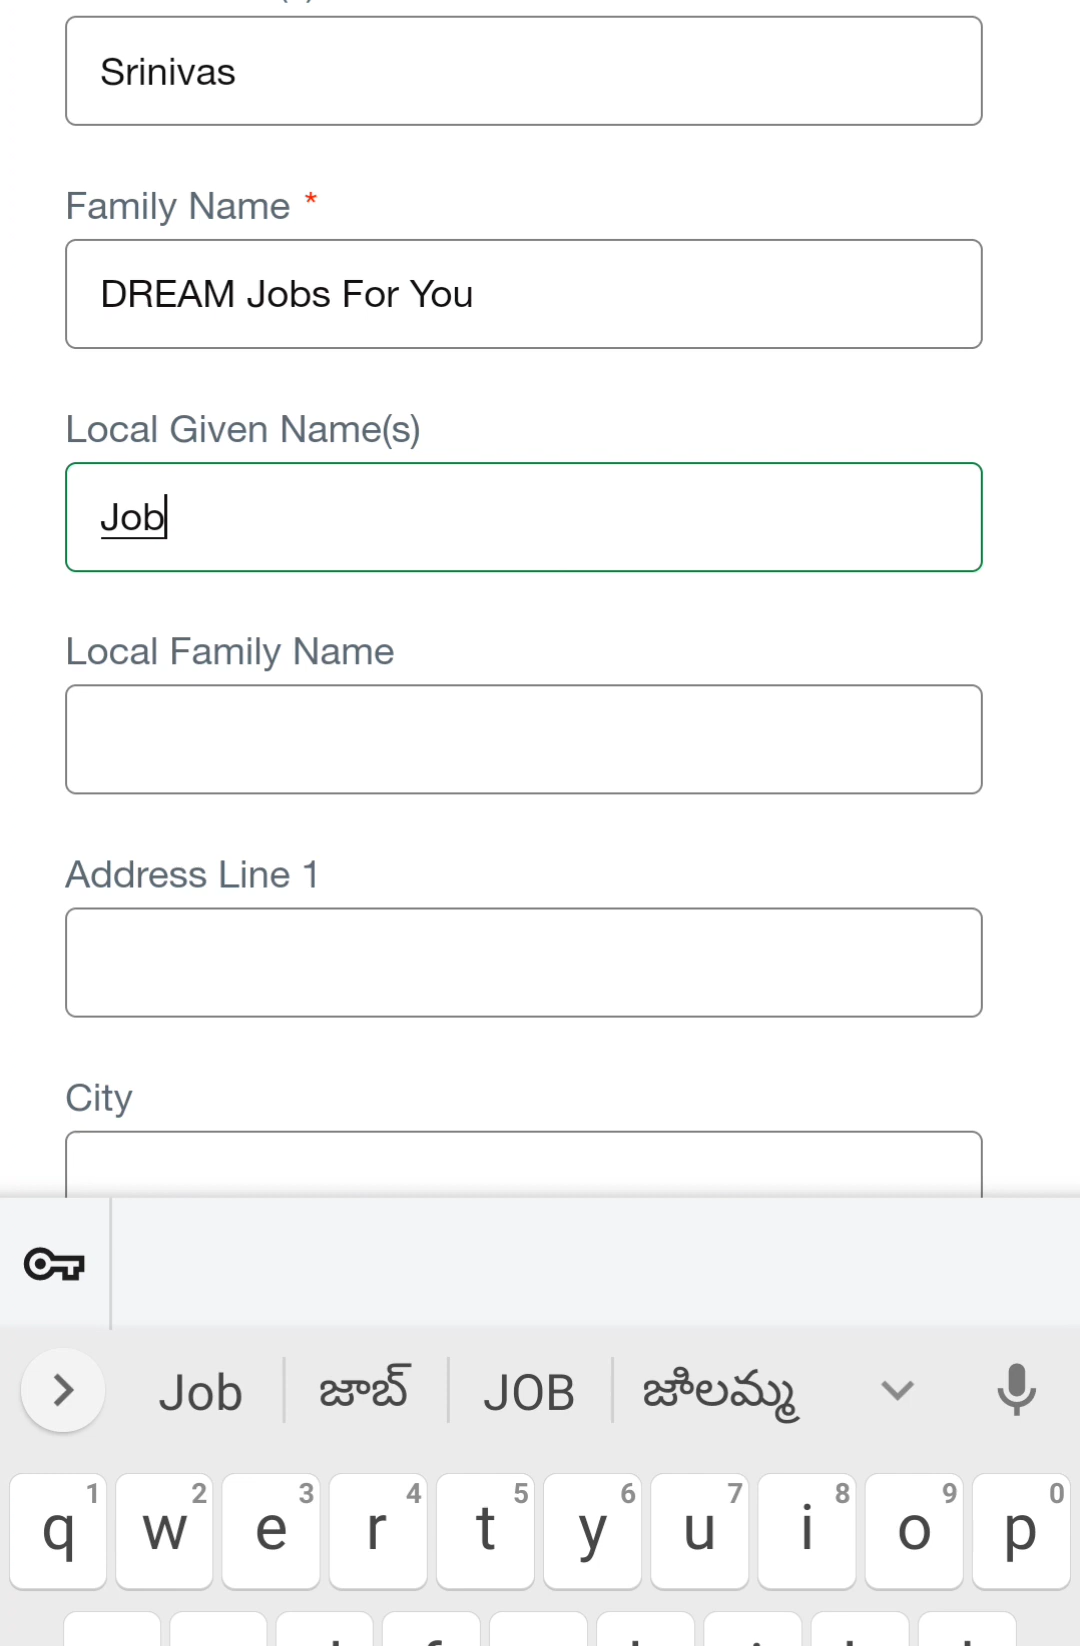 Srinivas
Family Name *
DREAM Jobs For You
Local Given Name(s)
Job
Local Family Name
Address Line 1
City
Job జాబ్ JOB
1 2 3 4 5 6 7 8 9 0
q w e r t y u i o p